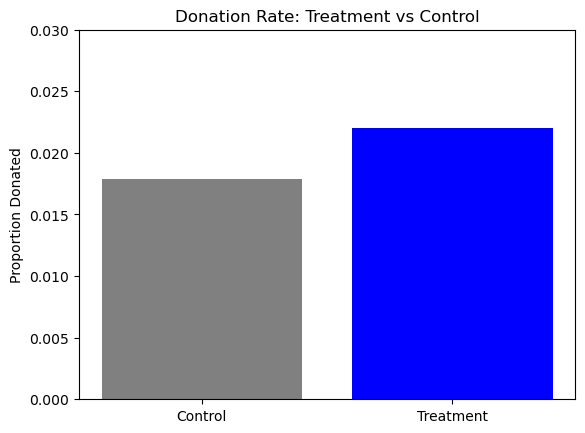 Donation Rate: Treatment vs Control
Proportion Donated
0.030
0.025
0.020
0.015
0.010
0.005
0.000
Control
Treatment